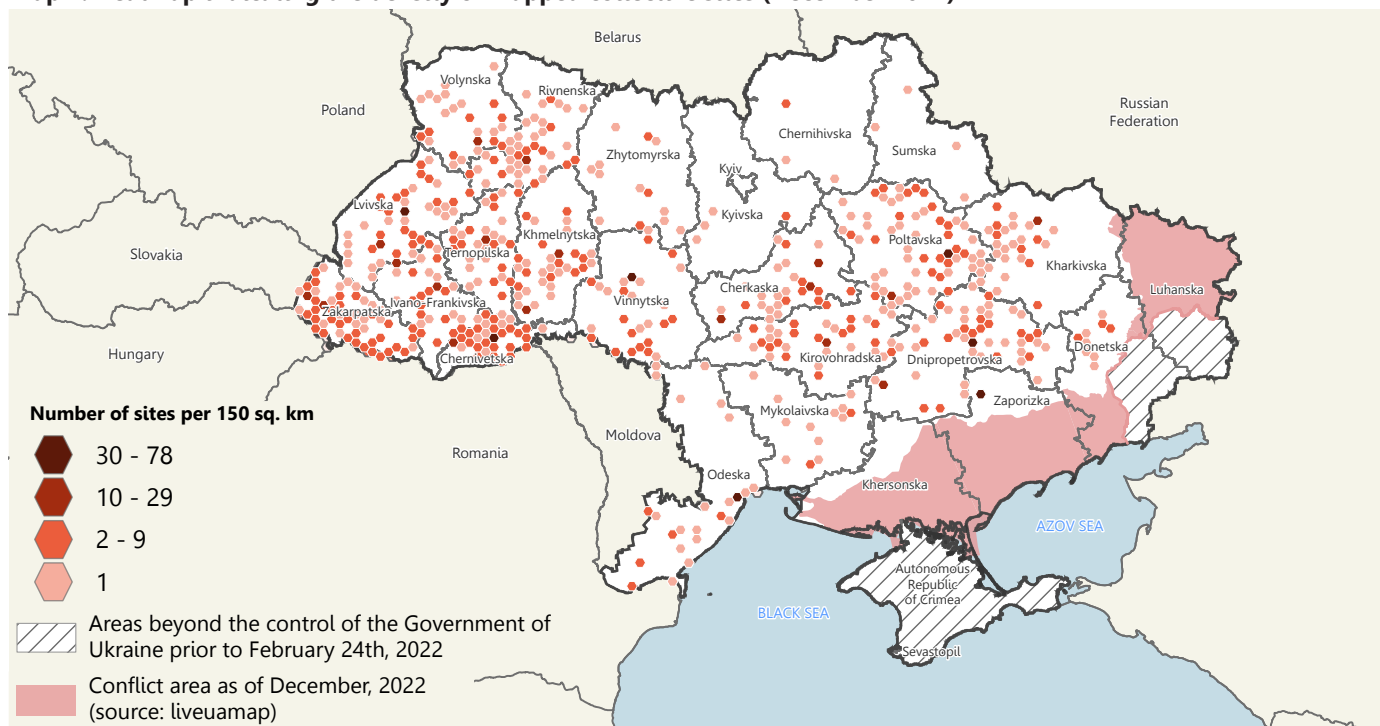 Belarus
Volynska
Rivnenska
Poland
Russian
Federation
Zhytomyrska
Chernihivska
Sumska
Kyiv
Lvivska
Kyivska
Khmelnytska
Poltavska
Ternopilska
Slovakia
Kharkivska
Cherkaska
Luhanska
Vinnytska
Ivano-Frankivska
Zakarpatska
Hungary
Chernivetska
Kirovohradska
Dnipropetrovska
Donetska
Number of sites per 150 sq. km
30 - 78
10 - 29
2 - 9
1
Mykolaivska
Zaporizka
Moldova
Romania
Odeska
Khersonska
AZOV SEA
Autonomous
Republic
of Crimea
BLACK SEA
Sevastopil
Areas beyond the control of the Government of
Ukraine prior to February 24th, 2022
Conflict area as of December, 2022
(source: liveuamap)